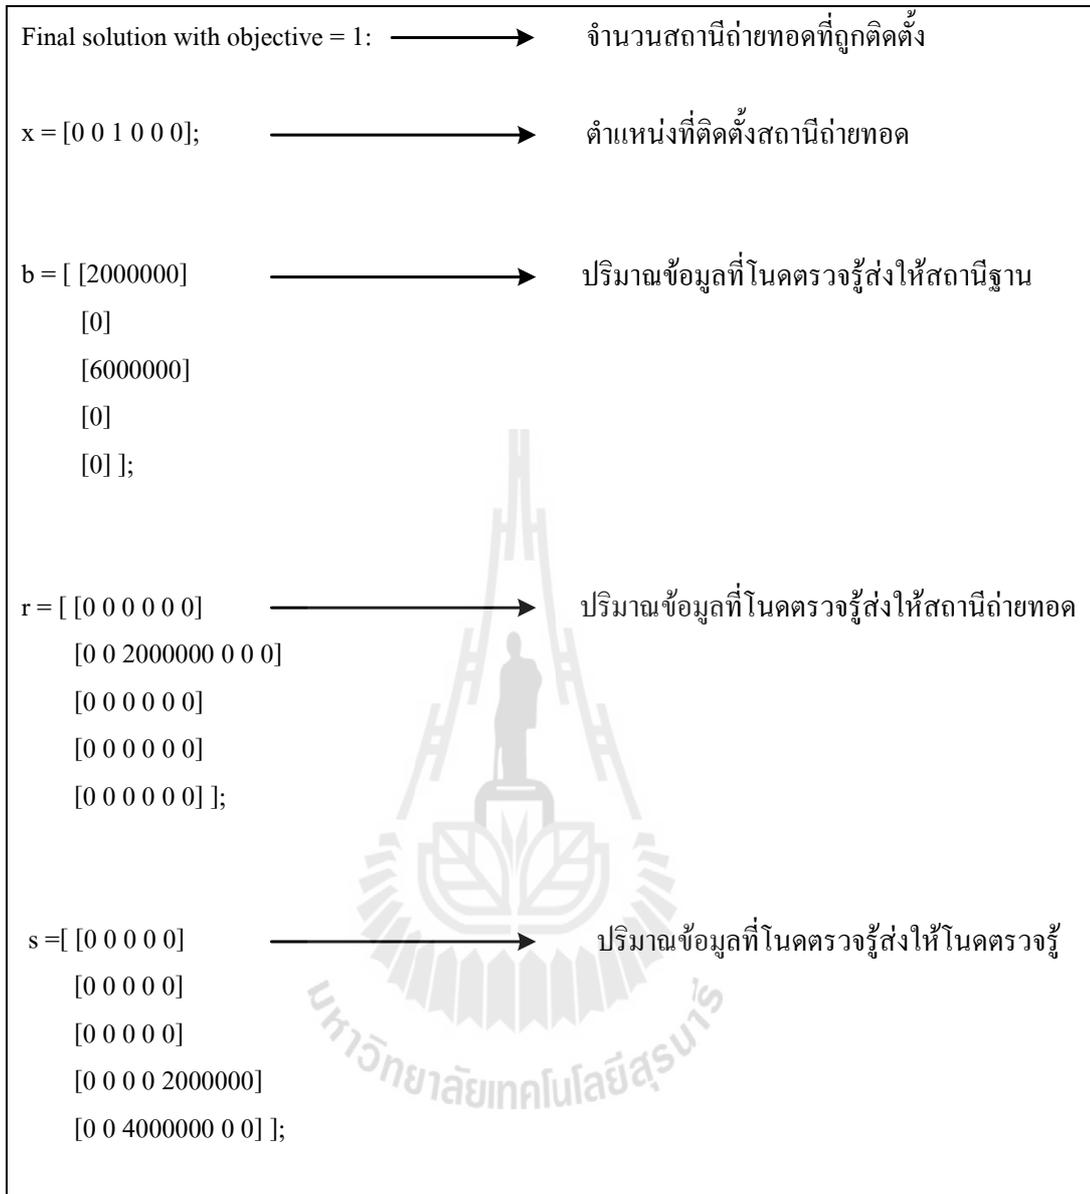 Final solution with objective = 1: จำนวนสถานีถ่ายทอดที่ถูกติดตั้ง
x = [0 0 1 0 0 0]; ตำแหน่งที่ติดตั้งสถานีถ่ายทอด
b = [ [2000000] ปริมาณข้อมูลที่โนดตรวจรู้ส่งให้สถานีฐาน
[0]
[6000000]
[0]
[0] ];
r = [ [0 0 0 0 0 0] ปริมาณข้อมูลที่โนดตรวจรู้ส่งให้สถานีถ่ายทอด
[0 0 2000000 0 0 0]
[0 0 0 0 0 0]
[0 0 0 0 0 0]
[0 0 0 0 0 0] ];
s =[ [0 0 0 0 0] ปริมาณข้อมูลที่โนดตรวจรู้ส่งให้โนดตรวจรู้
[0 0 0 0 0]
[0 0 0 0 0]
[0 0 0 0 2000000]
[0 0 4000000 0 0] ];
มหาวิทยาลัยเทคโนโลยีสุรนารี